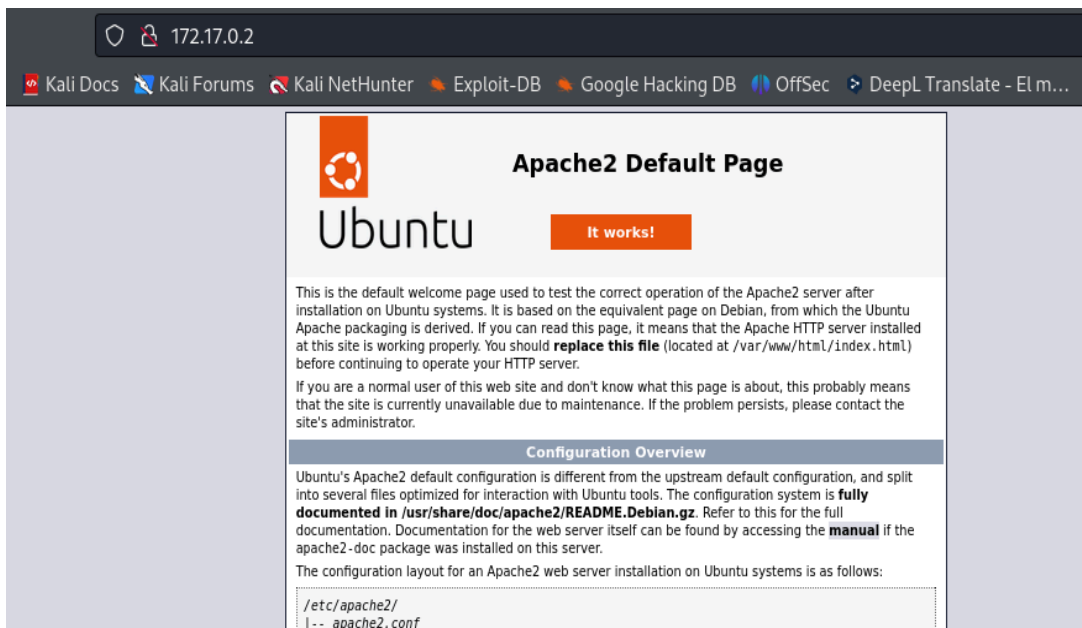 172.17.0.2
Kali Docs Kali Forums Kali NetHunter Exploit-DB Google Hacking DB OffSec DeepL Translate - El m...
Apache2 Default Page
Ubuntu
It works!
This is the default welcome page used to test the correct operation of the Apache2 server after
installation on Ubuntu systems. It is based on the equivalent page on Debian, from which the Ubuntu
Apache packaging is derived. If you can read this page, it means that the Apache HTTP server installed
at this site is working properly. You should replace this file (located at /var/www/html/index.html)
before continuing to operate your HTTP server.
If you are a normal user of this web site and don't know what this page is about, this probably means
that the site is currently unavailable due to maintenance. If the problem persists, please contact the
site's administrator.
Configuration Overview
Ubuntu's Apache2 default configuration is different from the upstream default configuration, and split
into several files optimized for interaction with Ubuntu tools. The configuration system is fully
documented in /usr/share/doc/apache2/README.Debian.gz. Refer to this for the full
documentation. Documentation for the web server itself can be found by accessing the manual if the
apache2-doc package was installed on this server.
The configuration layout for an Apache2 web server installation on Ubuntu systems is as follows:
/etc/apache2/
|-- apache2.conf